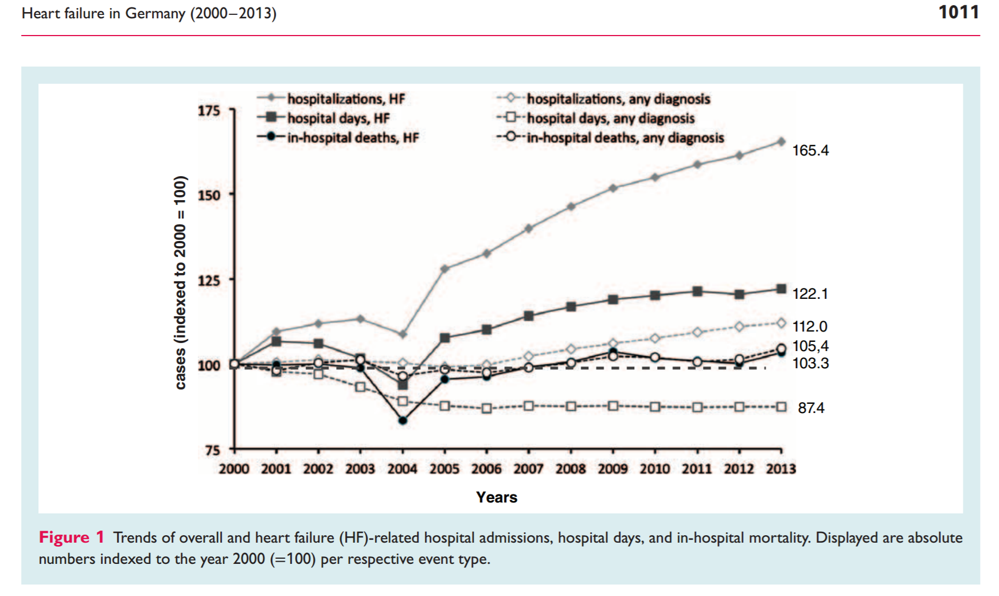 Heart failure in Germany (2000–2013)
1011
hospitalizations, HF
hospital days, HF
in-hospital deaths, HF
hospitalizations, any diagnosis
hospital days, any diagnosis
in-hospital deaths, any diagnosis
cases (indexed to 2000 = 100)
175
150
125
100
75
165.4
122.1
112.0
105,4
103.3
87.4
2000 2001 2002 2003 2004 2005 2006 2007 2008 2009 2010 2011 2012 2013
Years
Figure 1 Trends of overall and heart failure (HF)-related hospital admissions, hospital days, and in-hospital mortality. Displayed are absolute
numbers indexed to the year 2000 (=100) per respective event type.